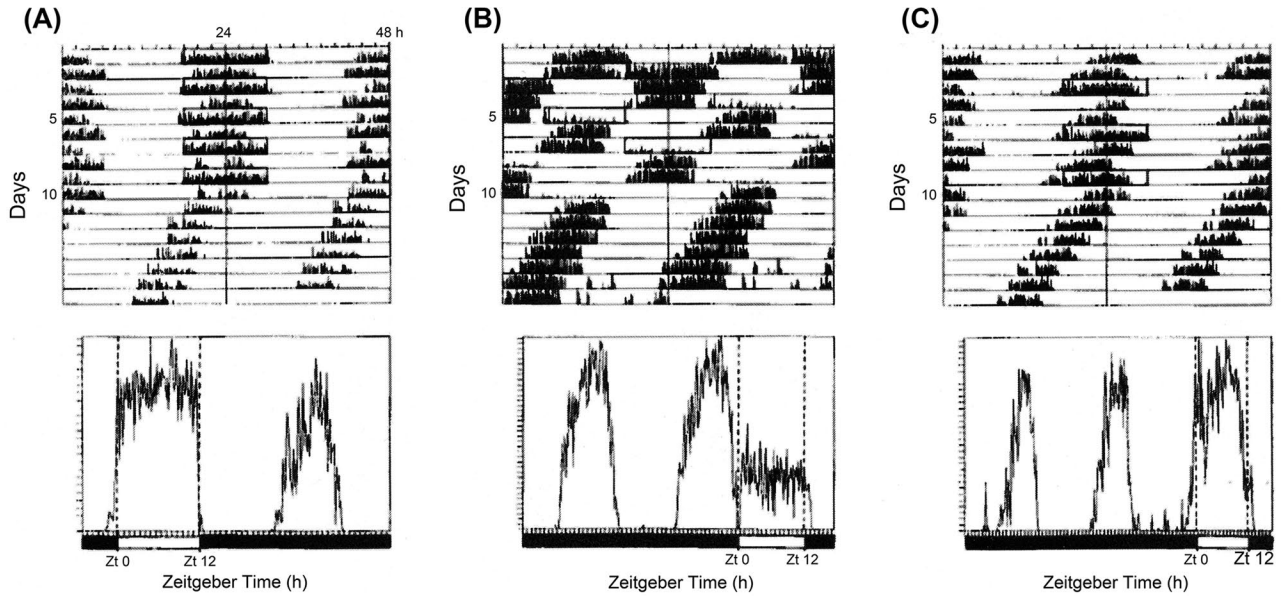 (A)
24
48 h
Days
5
10
Zt 0
Zt 12
Zeitgeber Time (h)
(B)
Days
5
10
Zt 0
Zt 12
Zeitgeber Time (h)
(C)
Days
5
10
Zt 0
Zt 12
Zeitgeber Time (h)